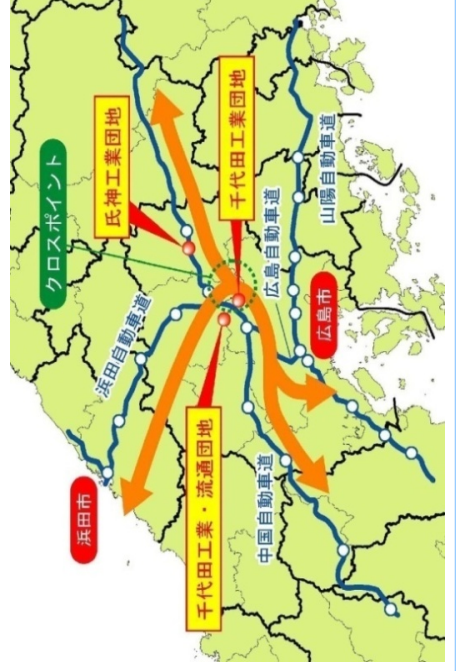 クロスポイント
氏神工業団地
千代田工業団地
浜田自動車道
広島自動車道
山陽自動車道
広島市
浜田市
千代田工業・流通団地
中国自動車道